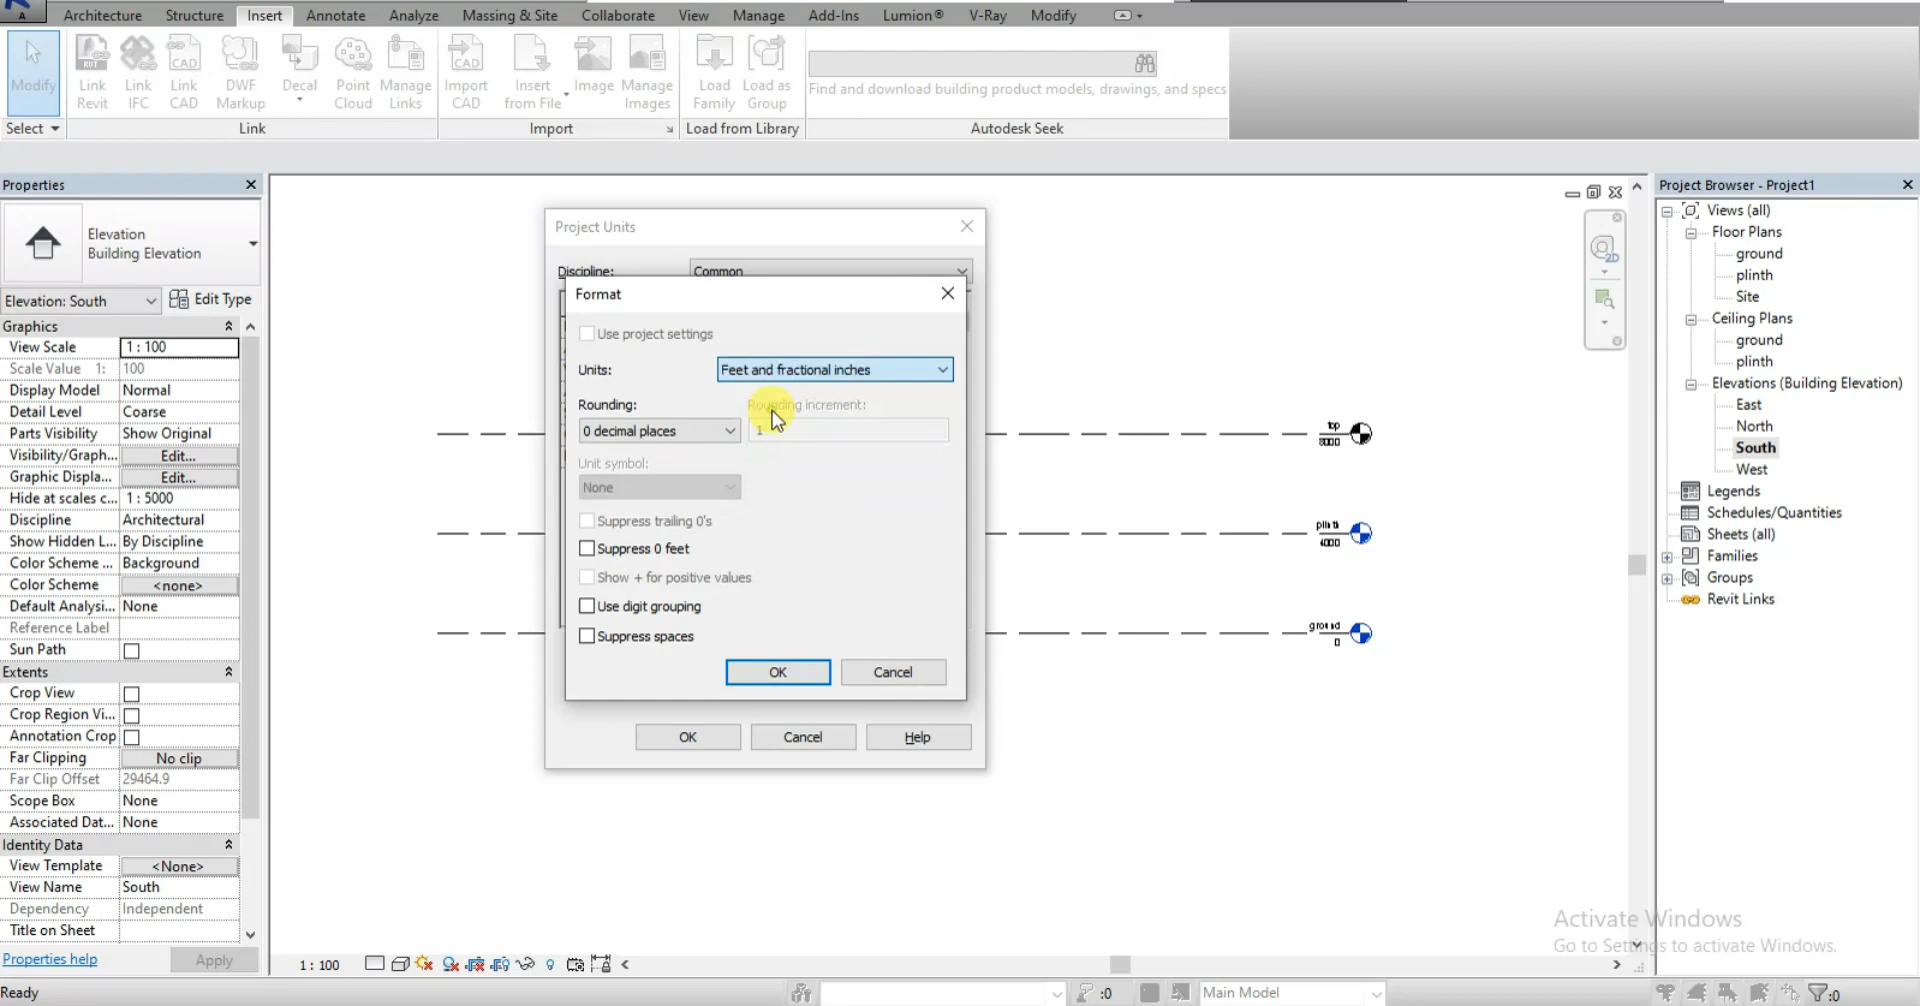 Architecture Structure Insert Annotate Analyze Massing & Site Collaborate View Manage Add-Ins Lumion® V-Ray Modify
Modify
Link Revit
Link IFC
Link CAD
DWF Markup
Decal
Point Cloud
Manage Links
Import CAD
Insert from File
Image
Manage Images
Load Family
Load as Group
Find and download building product models, drawings, and specs
Select Link Import Load from Library Autodesk Seek
Properties
Elevation
Building Elevation
Elevation: South Edit Type
Graphics
View Scale 1 : 100
Scale Value 1: 100
Display Model Normal
Detail Level Coarse
Parts Visibility Show Original
Visibility/Graph... Edit...
Graphic Displa... Edit...
Hide at scales c... 1 : 5000
Discipline Architectural
Show Hidden L... By Discipline
Color Scheme ... Background
Color Scheme <none>
Default Analysi... None
Reference Label
Sun Path
Extents
Crop View
Crop Region Vi...
Annotation Crop
Far Clipping No clip
Far Clip Offset 29464.9
Scope Box None
Associated Dat... None
Identity Data
View Template <None>
View Name South
Dependency Independent
Title on Sheet
Properties help Apply
Project Units
Discipline: Common
Format
Use project settings
Units: Feet and fractional inches
Rounding: Rounding increment:
0 decimal places 1
Unit symbol:
None
Suppress trailing 0's
Suppress 0 feet
Show + for positive values
Use digit grouping
Suppress spaces
OK Cancel
OK Cancel Help
top
8000
plinth
4000
ground
0
2D
Project Browser - Project1
Views (all)
Floor Plans
ground
plinth
Site
Ceiling Plans
ground
plinth
Elevations (Building Elevation)
East
North
South
West
Legends
Schedules/Quantities
Sheets (all)
Families
Groups
Revit Links
Activate Windows
Go to Settings to activate Windows.
1 : 100
Ready :0 Main Model :0